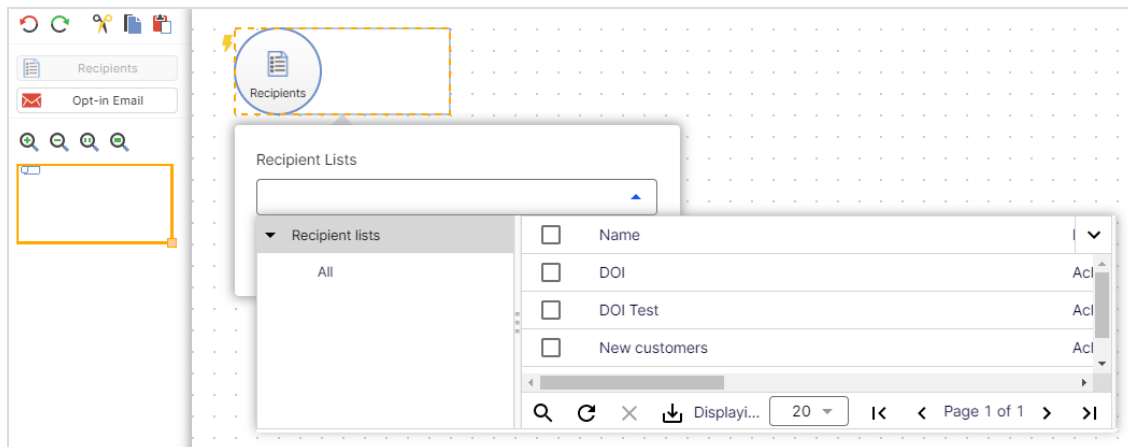 Recipients
Opt-in Email
Recipients
Recipient Lists
Recipient lists
All
Name
DOI
DOI Test
New customers
Displayi...
20
Page 1 of 1